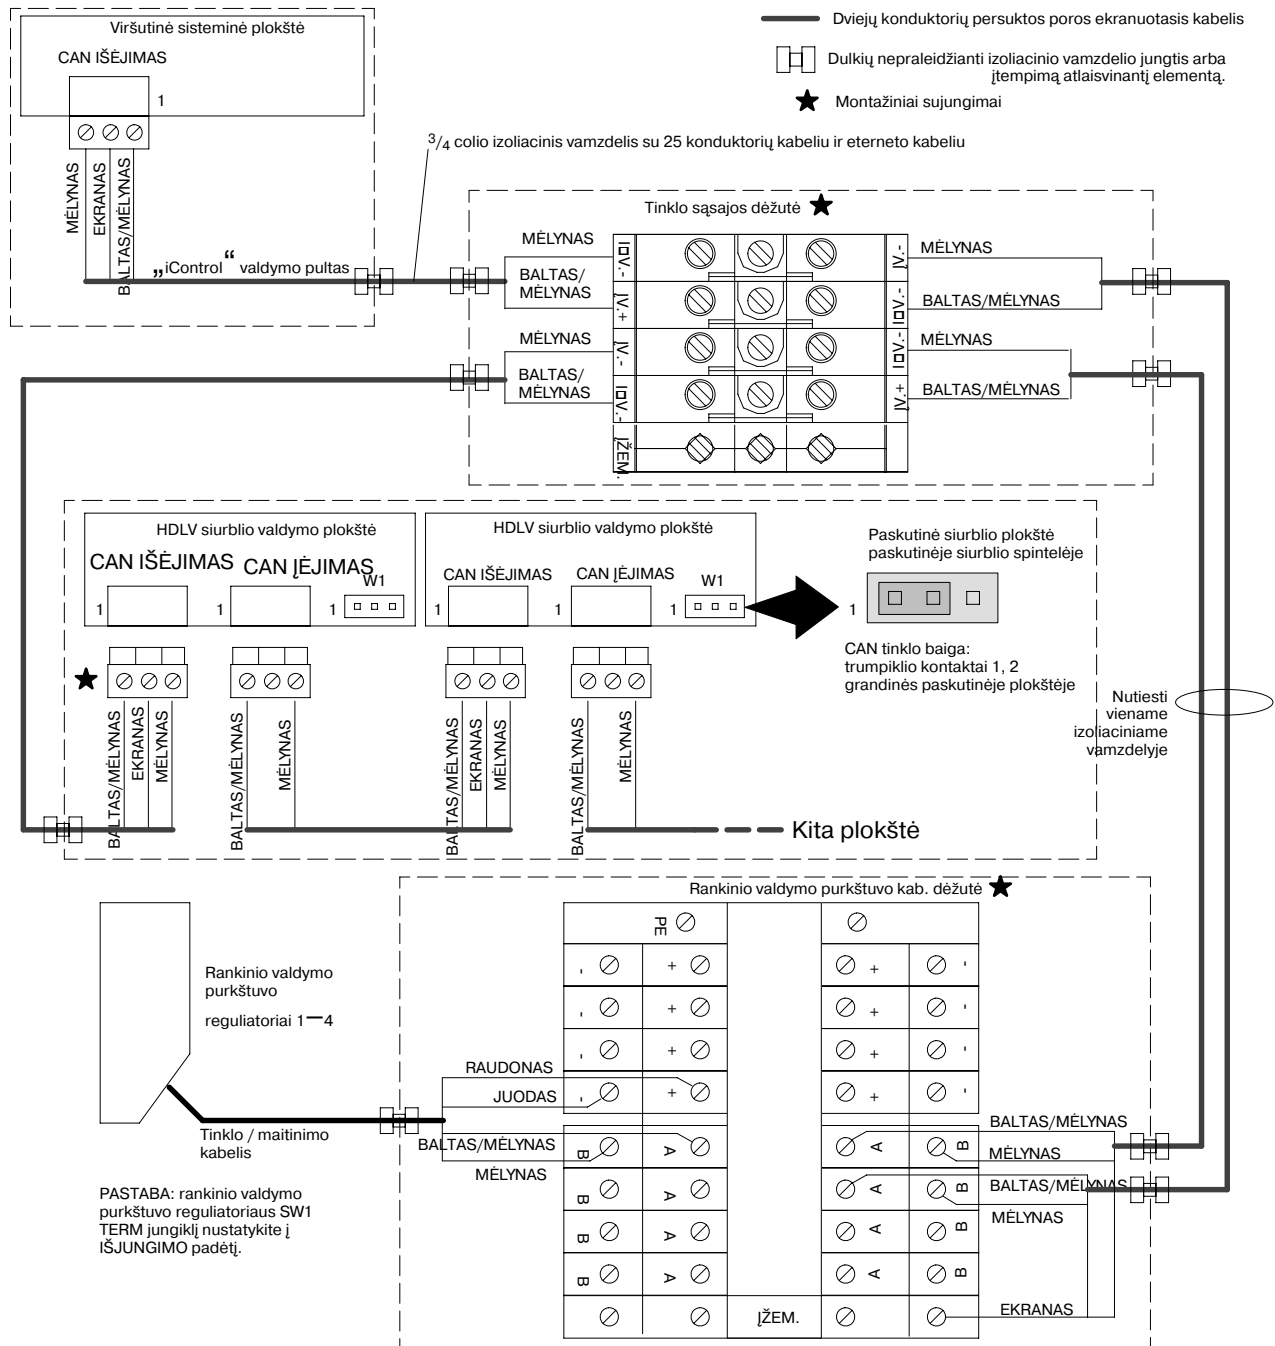 Viršutinė sisteminė plokštė
CAN IŠĖJIMAS
1
MĖLYNAS
EKRANAS
BALTAS/MĖLYNAS
„iControl“ valdymo pultas
Dviejų konduktorių persuktos poros ekranuotasis kabelis
Dulkių nepraleidžianti izoliacinio vamzdelio jungtis arba
įtempimą atlaisvinantį elementą.
Montažiniai sujungimai
3/4 colio izoliacinis vamzdelis su 25 konduktorių kabeliu ir eterneto kabeliu
Tinklo sąsajos dėžutė
MĖLYNAS
BALTAS/
MĖLYNAS
MĖLYNAS
BALTAS/
MĖLYNAS
ĮŽEM.
MĖLYNAS
BALTAS/MĖLYNAS
MĖLYNAS
BALTAS/MĖLYNAS
HDLV siurblio valdymo plokštė
CAN IŠĖJIMAS
CAN ĮĖJIMAS
W1
1
1
1
HDLV siurblio valdymo plokštė
CAN IŠĖJIMAS
CAN ĮĖJIMAS
W1
1
1
1
Paskutinė siurblio plokštė
paskutinėje siurblio spintelėje
1
CAN tinklo baiga:
trumpiklio kontaktai 1, 2
grandinės paskutinėje plokštėje
BALTAS/MĖLYNAS
EKRANAS
MĖLYNAS
BALTAS/MĖLYNAS
MĖLYNAS
BALTAS/MĖLYNAS
EKRANAS
MĖLYNAS
BALTAS/MĖLYNAS
MĖLYNAS
Kita plokštė
Nutiesti
viename
izoliaciniame
vamzdelyje
Rankinio valdymo purkštuvo kab. dėžutė
Rankinio valdymo
purkštuvo
reguliatoriai 1—4
Tinklo / maitinimo
kabelis
PASTABA: rankinio valdymo
purkštuvo reguliatoriaus SW1
TERM jungiklį nustatykite į
IŠJUNGIMO padėtį.
RAUDONAS
JUODAS
BALTAS/MĖLYNAS
MĖLYNAS
PE
- + + -
- + + -
- + + -
- + + -
B A A B
B A A B
B A A B
B A A B
ĮŽEM.
BALTAS/MĖLYNAS
MĖLYNAS
BALTAS/MĖLYNAS
MĖLYNAS
EKRANAS